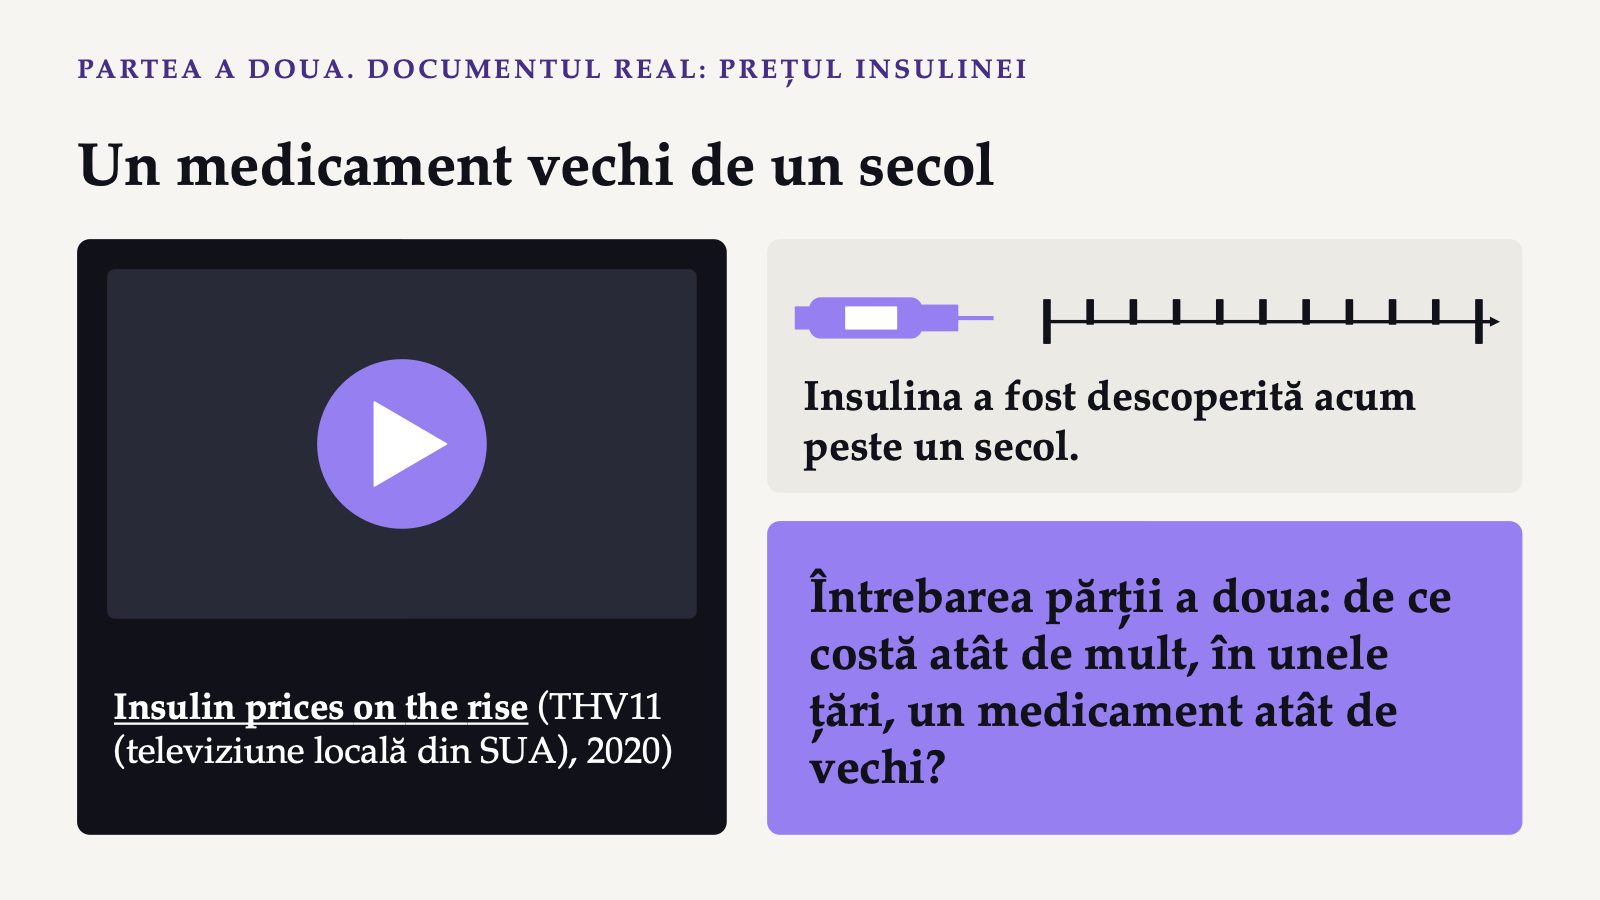 PARTEA A DOUA. DOCUMENTUL REAL: PREȚUL INSULINEI
Un medicament vechi de un secol
Insulin prices on the rise (THV11
(televiziune locală din SUA), 2020)
Insulina a fost descoperită acum
peste un secol.
Întrebarea părții a doua: de ce
costă atât de mult, în unele
țări, un medicament atât de
vechi?